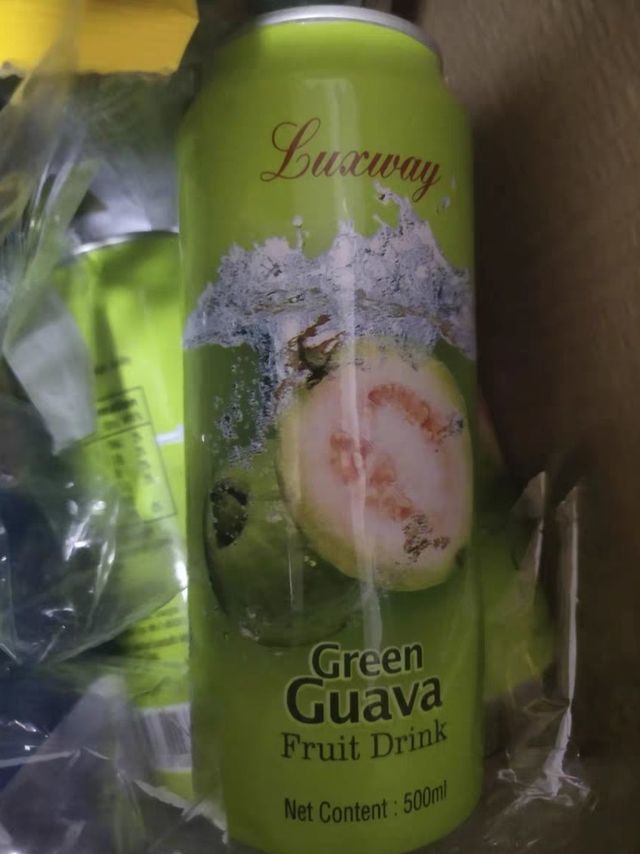 Luxway
Green
Guava
Fruit Drink
Net Content : 500ml